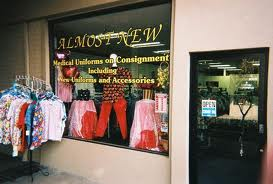 ALMOST NEW
Medical Uniforms on Consignment
Including
New Uniforms and Accessories
OPEN